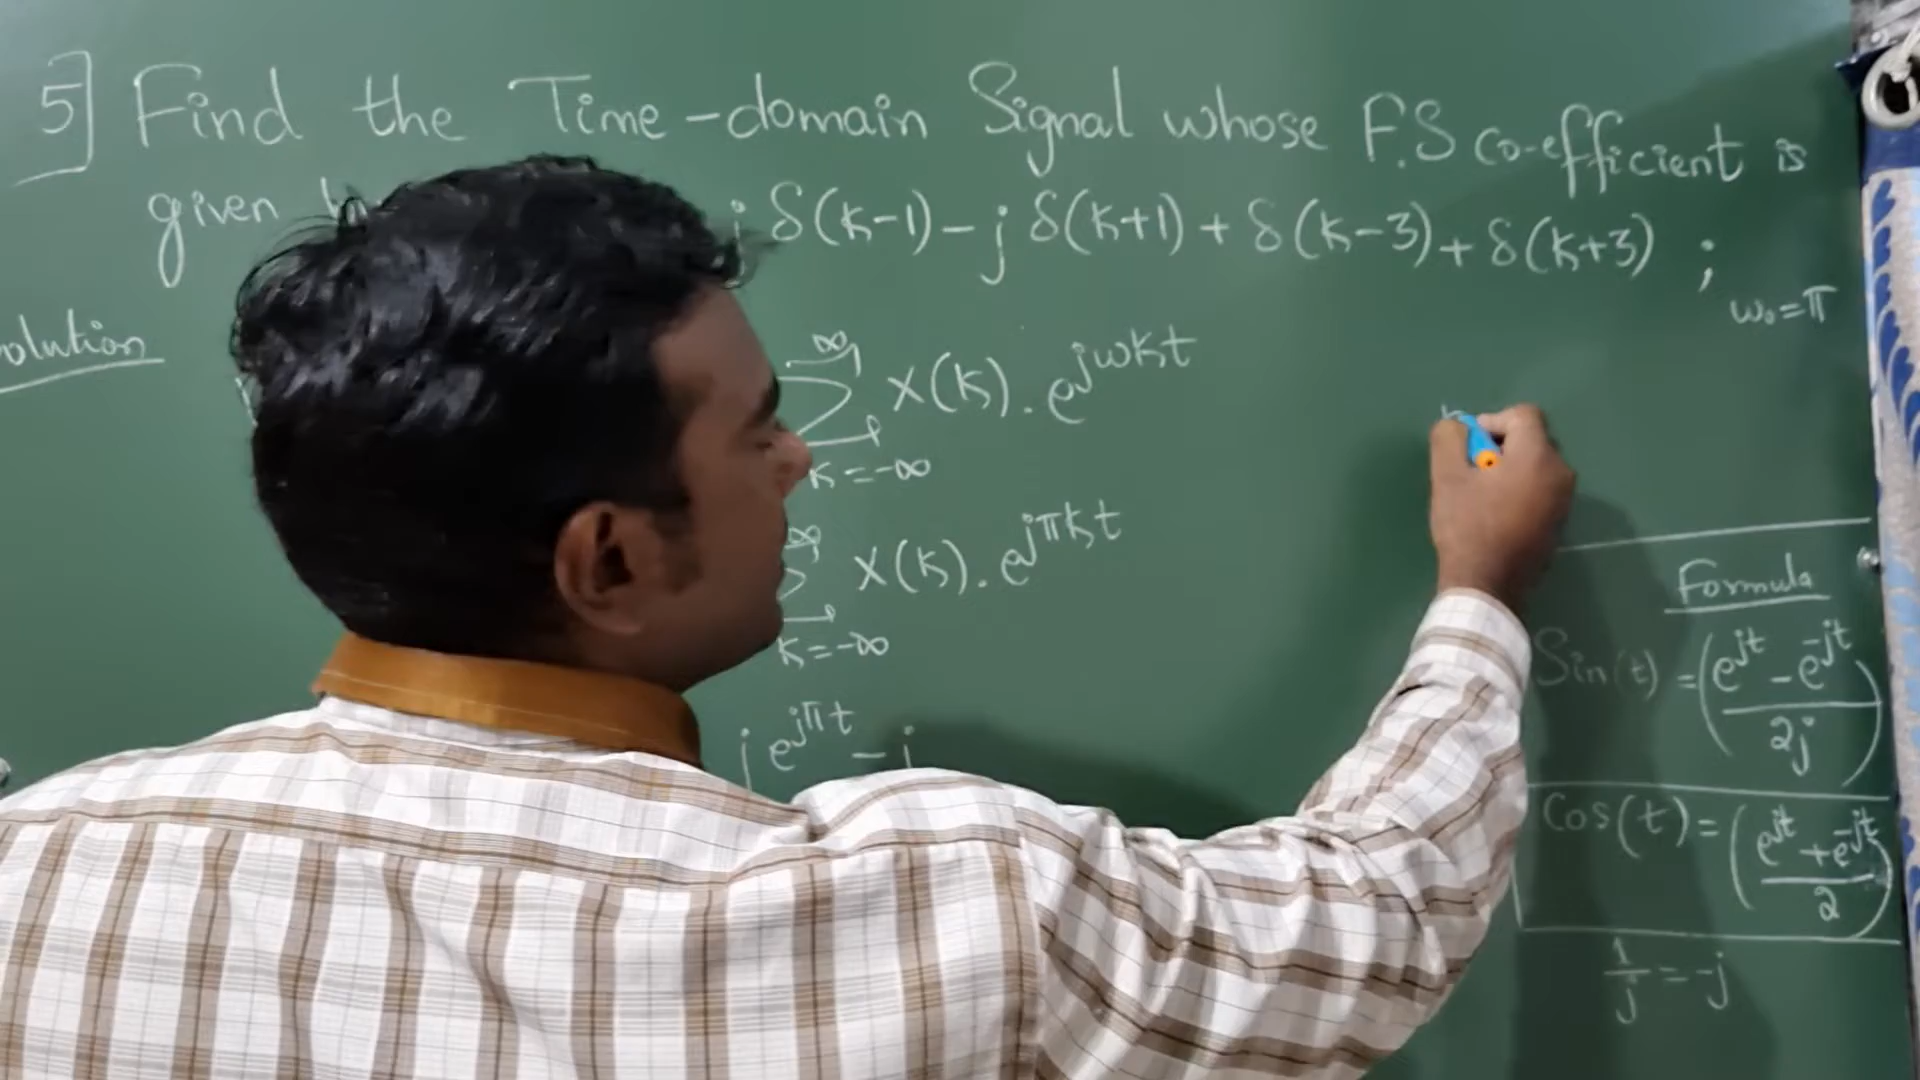 5] Find the Time-domain Signal whose F.S co-efficient is
given j δ(k-1) - j δ(k+1) + δ(k-3) + δ(k+3) ;
ω₀=π
olution
∞
Σ X(k). e^jωkt
k=-∞
∞
Σ X(k). e^jπkt
k=-∞
j e^jπt - j
Formula
Sin(t) = (e^jt - e^-jt / 2j)
Cos(t) = (e^jt + e^-jt / 2)
1/j = -j